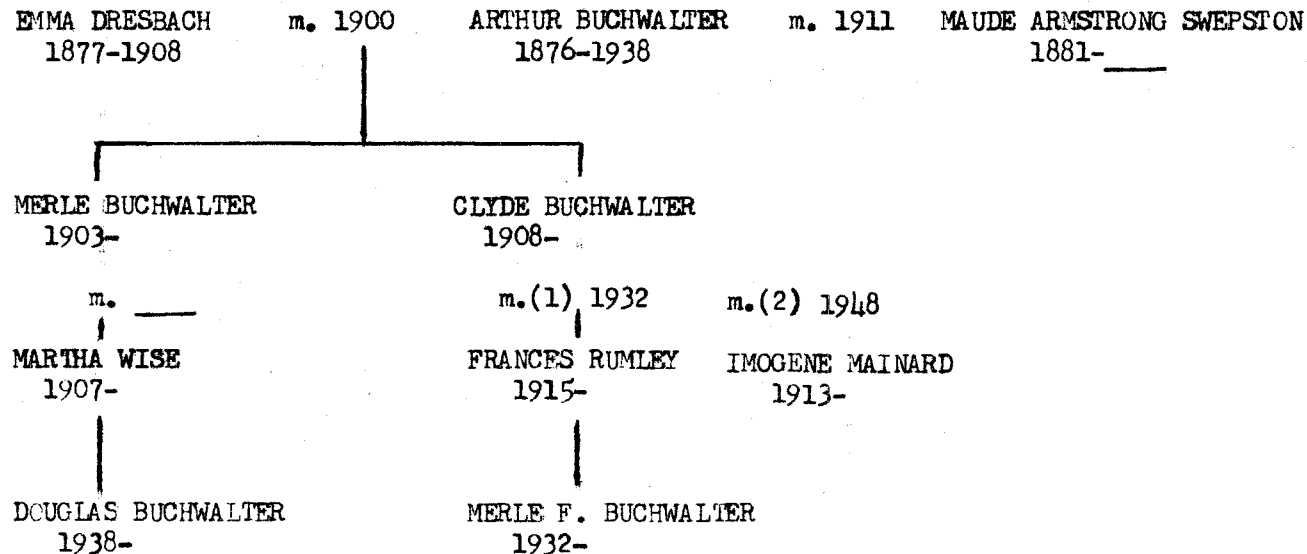 EMMA DRESBACH m. 1900 ARTHUR BUCHWALTER m. 1911 MAUDE ARMSTRONG SWEPSTON
1877-1908 1876-1938 1881-____
MERLE BUCHWALTER CLYDE BUCHWALTER
1903- 1908-
m. ____ m.(1) 1932 m.(2) 1948
MARTHA WISE FRANCES RUMLEY IMOGENE MAINARD
1907- 1915- 1913-
DOUGLAS BUCHWALTER MERLE F. BUCHWALTER
1938- 1932-